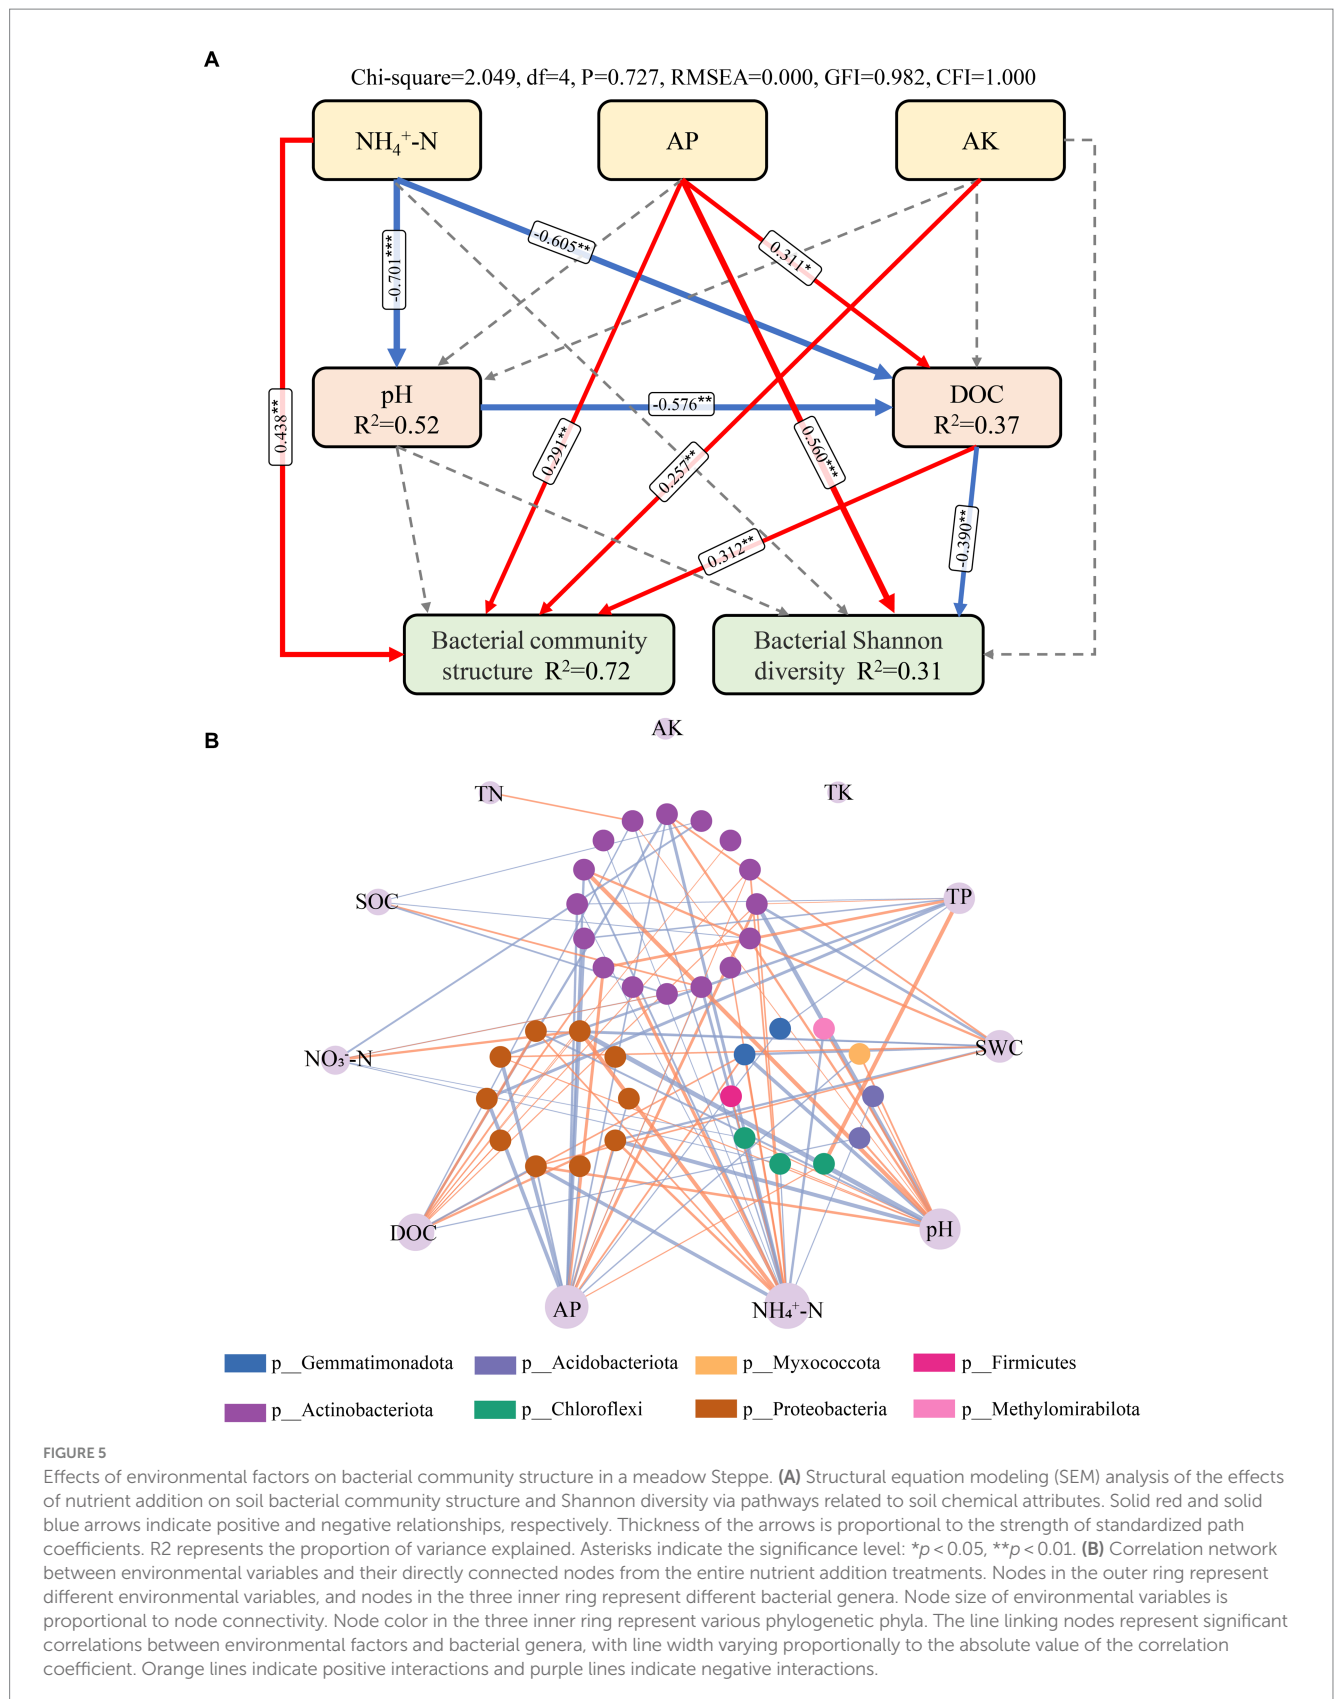 A
Chi-square=2.049, df=4, P=0.727, RMSEA=0.000, GFI=0.982, CFI=1.000
NH₄⁺-N
AP
AK
-0.701***
-0.605**
0.311*
pH
R²=0.52
-0.576**
DOC
R²=0.37
0.438**
0.291**
0.257**
0.560***
0.312**
-0.390**
Bacterial community
structure R²=0.72
Bacterial Shannon
diversity R²=0.31
B
AK
TN
TK
SOC
TP
NO₃⁻-N
SWC
DOC
pH
AP
NH₄⁺-N
p__Gemmatimonadota
p__Acidobacteriota
p__Myxococcota
p__Firmicutes
p__Actinobacteriota
p__Chloroflexi
p__Proteobacteria
p__Methylomirabilota
FIGURE 5
Effects of environmental factors on bacterial community structure in a meadow Steppe. (A) Structural equation modeling (SEM) analysis of the effects
of nutrient addition on soil bacterial community structure and Shannon diversity via pathways related to soil chemical attributes. Solid red and solid
blue arrows indicate positive and negative relationships, respectively. Thickness of the arrows is proportional to the strength of standardized path
coefficients. R2 represents the proportion of variance explained. Asterisks indicate the significance level: *p < 0.05, **p < 0.01. (B) Correlation network
between environmental variables and their directly connected nodes from the entire nutrient addition treatments. Nodes in the outer ring represent
different environmental variables, and nodes in the three inner ring represent different bacterial genera. Node size of environmental variables is
proportional to node connectivity. Node color in the three inner ring represent various phylogenetic phyla. The line linking nodes represent significant
correlations between environmental factors and bacterial genera, with line width varying proportionally to the absolute value of the correlation
coefficient. Orange lines indicate positive interactions and purple lines indicate negative interactions.